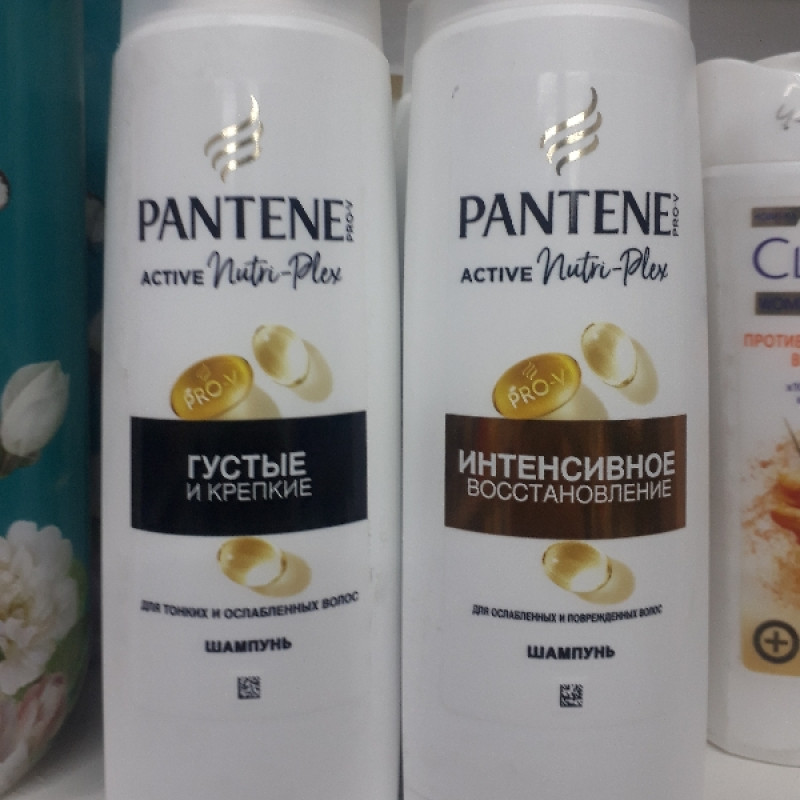 PANTENE
PRO-V
ACTIVE Nutri-Plex
PRO-V
ГУСТЫЕ
И КРЕПКИЕ
ДЛЯ ТОНКИХ И ОСЛАБЛЕННЫХ ВОЛОС
ШАМПУНЬ
PANTENE
PRO-V
ACTIVE Nutri-Plex
PRO-V
ИНТЕНСИВНОЕ
ВОССТАНОВЛЕНИЕ
ДЛЯ ОСЛАБЛЕННЫХ И ПОВРЕЖДЕННЫХ ВОЛОС
ШАМПУНЬ